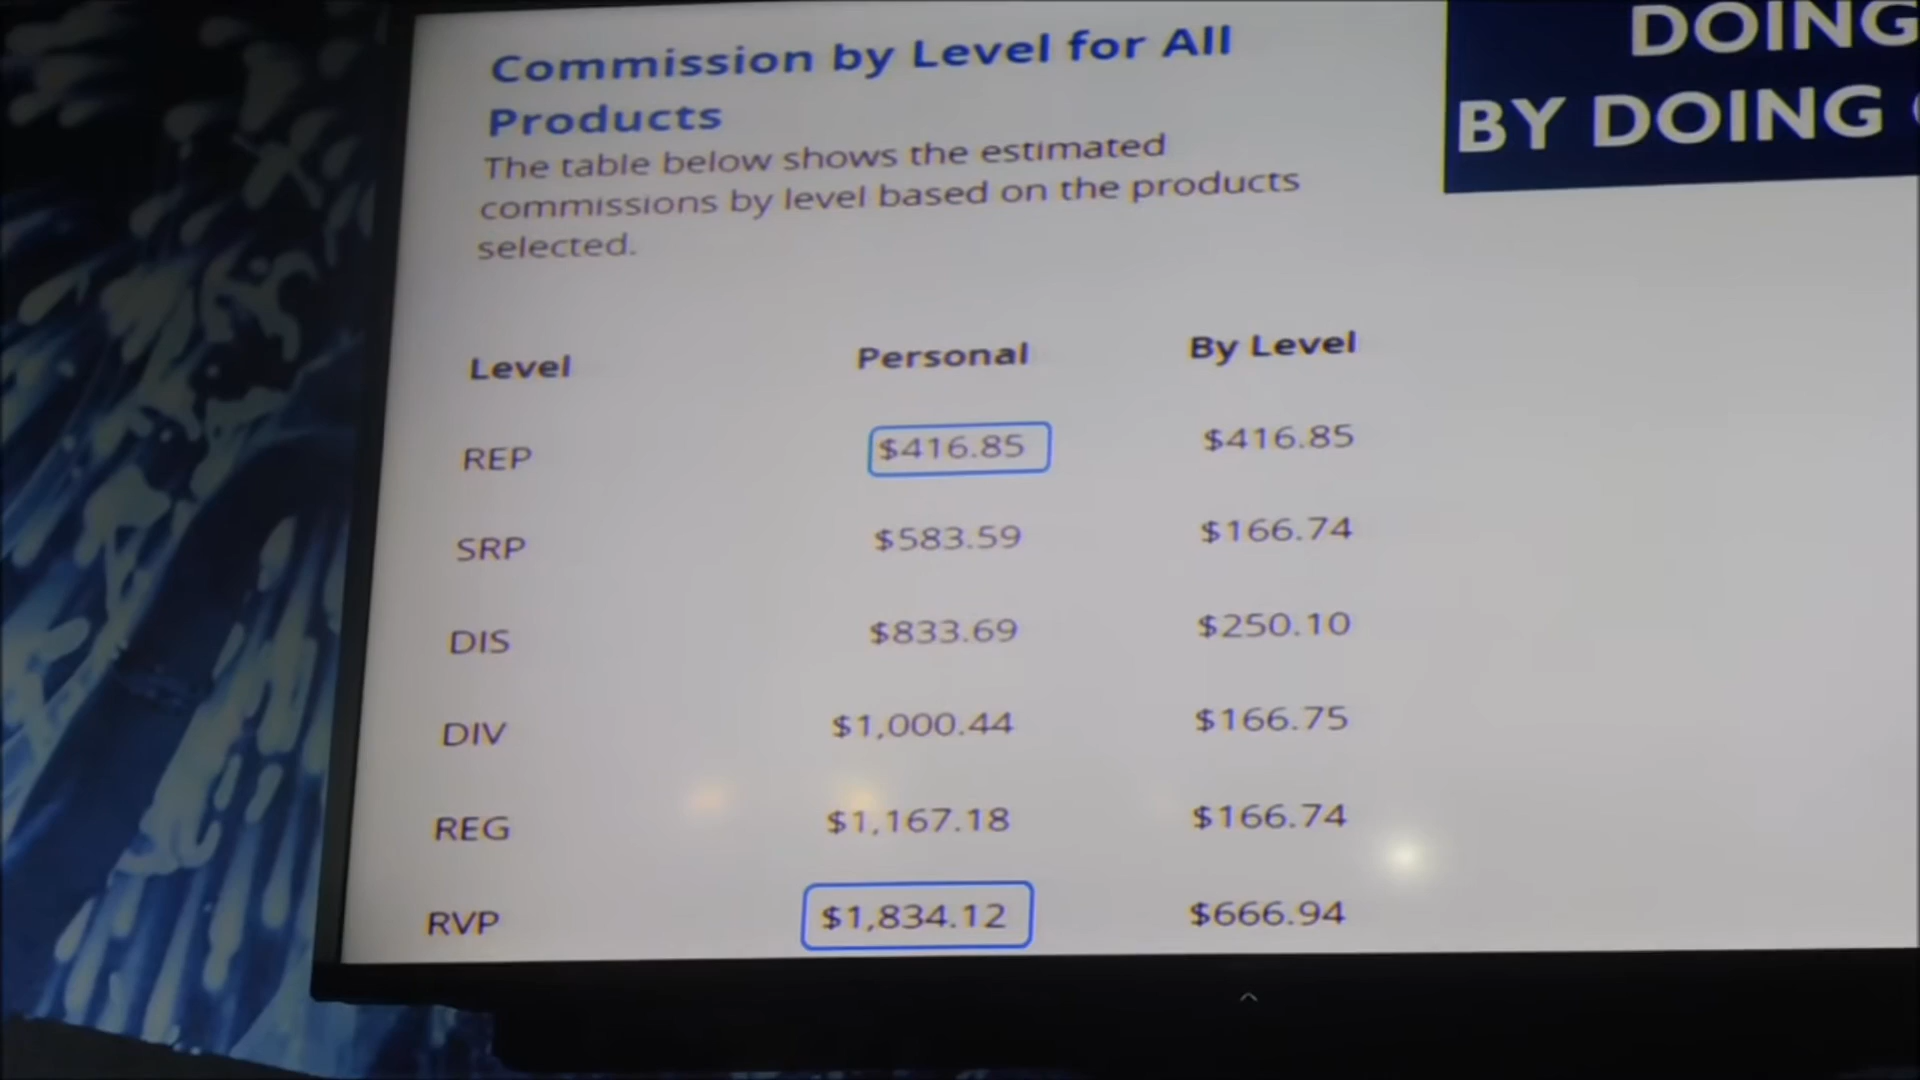 Commission by Level for All
Products
The table below shows the estimated
commissions by level based on the products
selected.
DOING
BY DOING
Level Personal By Level
REP $416.85 $416.85
SRP $583.59 $166.74
DIS $833.69 $250.10
DIV $1,000.44 $166.75
REG $1,167.18 $166.74
RVP $1,834.12 $666.94